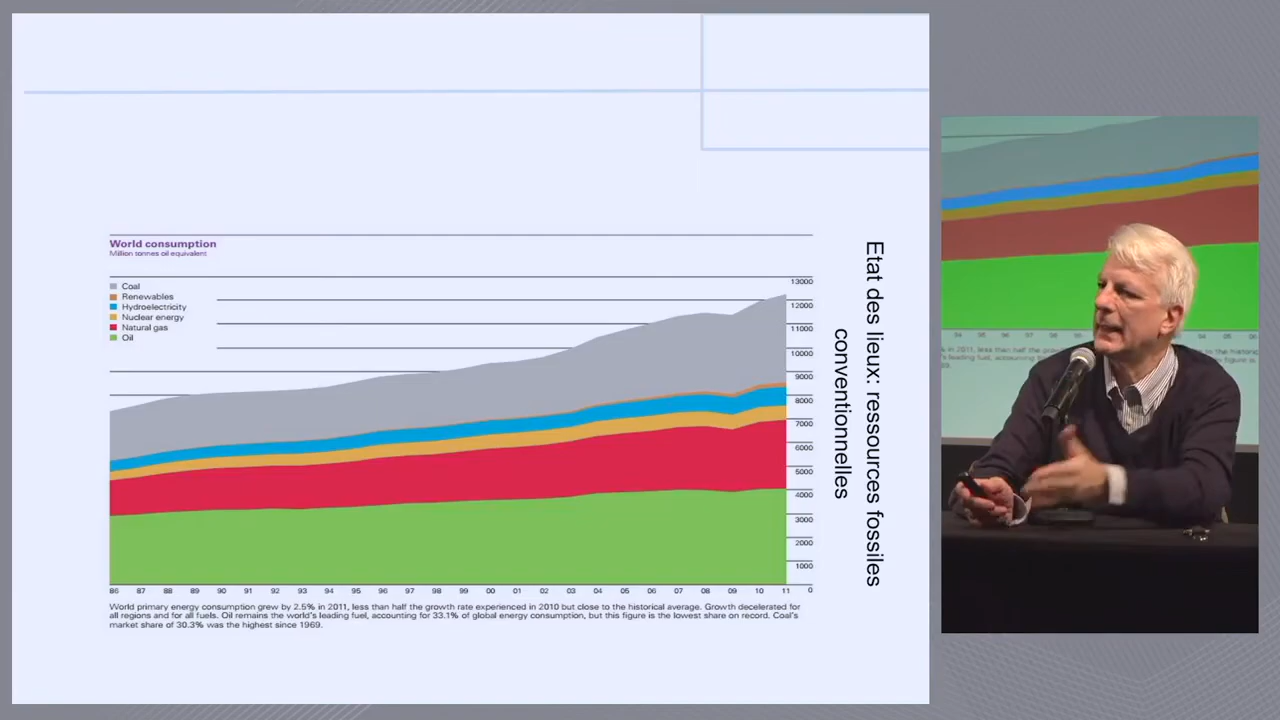 Etat des lieux: ressources fossiles
conventionnelles
World consumption
Million tonnes oil equivalent
Coal
Renewables
Hydroelectricity
Nuclear energy
Natural gas
Oil
13000
12000
11000
10000
9000
8000
7000
6000
5000
4000
3000
2000
1000
0
86 87 88 89 90 91 92 93 94 95 96 97 98 99 00 01 02 03 04 05 06 07 08 09 10 11
World primary energy consumption grew by 2.5% in 2011, less than half the growth rate experienced in 2010 but close to the historical average. Growth decelerated for
all regions and for all fuels. Oil remains the world's leading fuel, accounting for 33.1% of global energy consumption, but this figure is the lowest share on record. Coal's
market share of 30.3% was the highest since 1969.